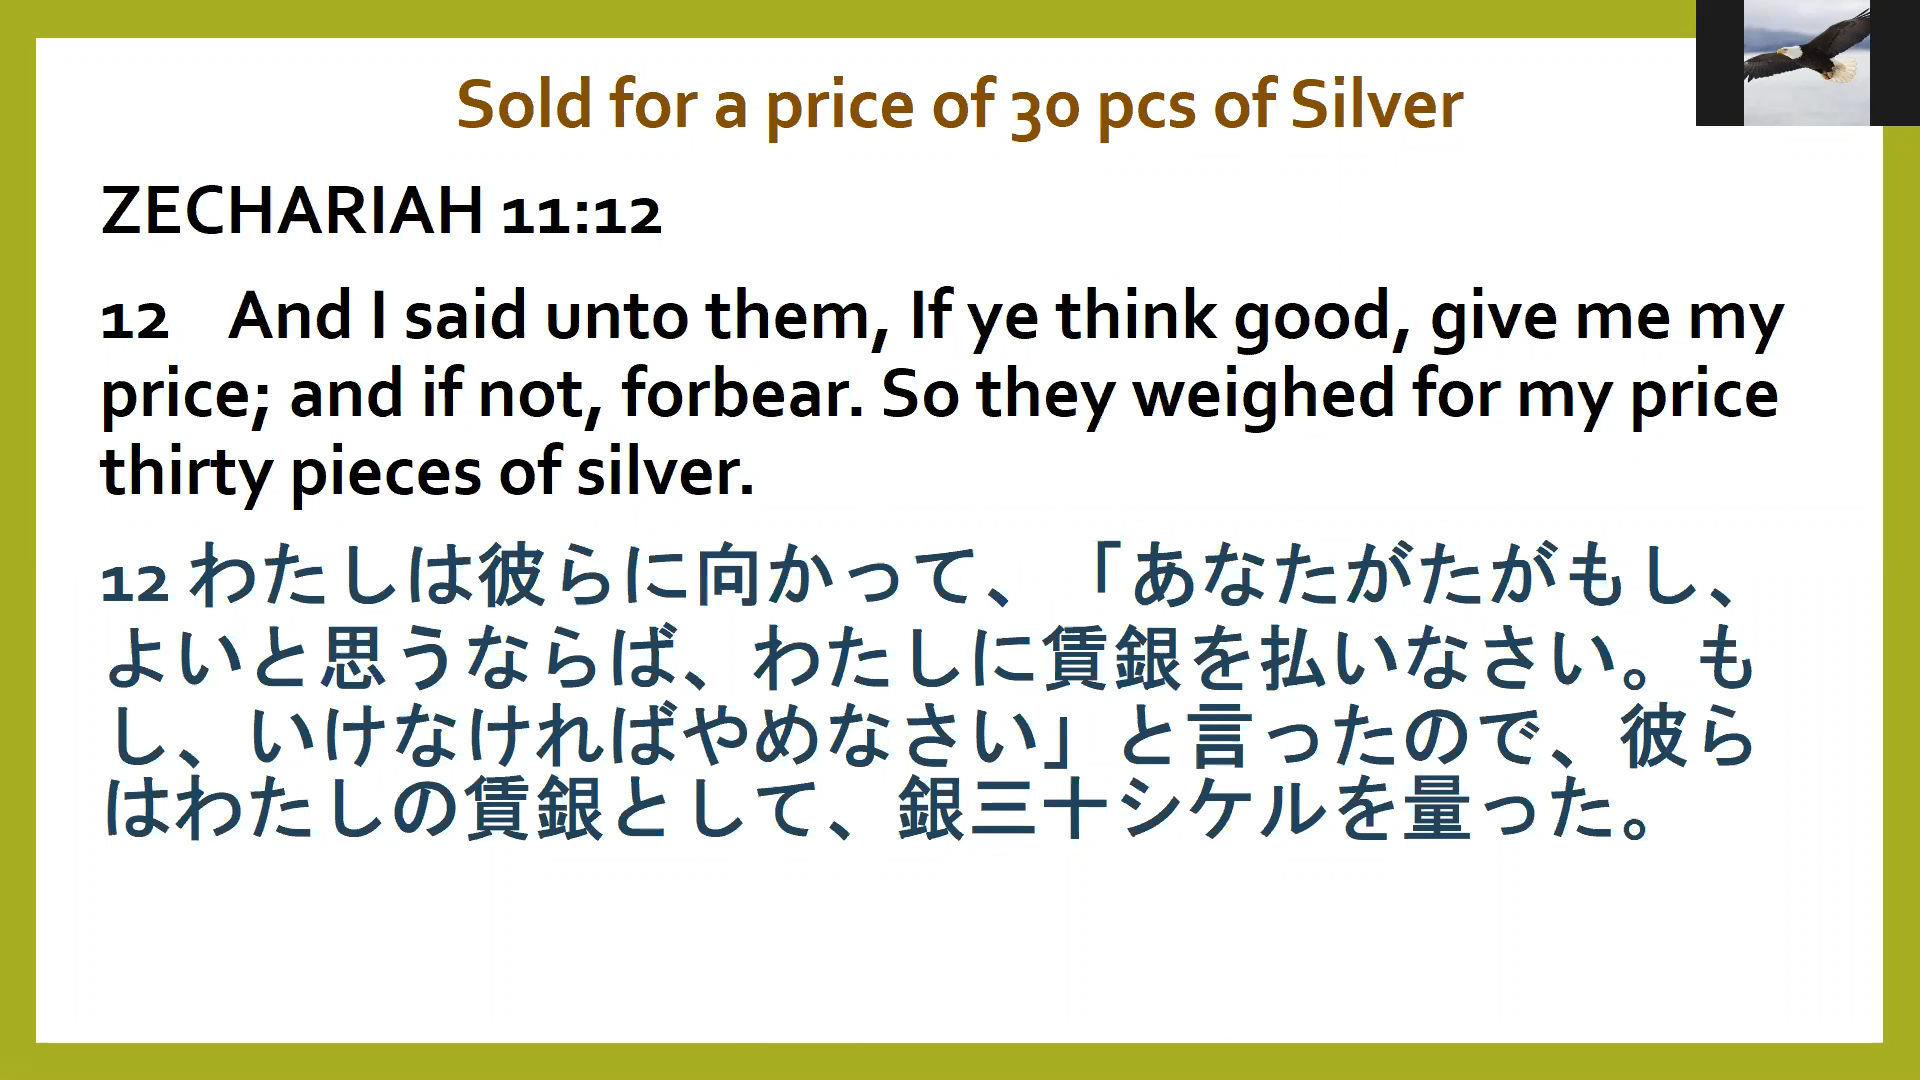 Sold for a price of 30 pcs of Silver
ZECHARIAH 11:12
12 And I said unto them, If ye think good, give me my
price; and if not, forbear. So they weighed for my price
thirty pieces of silver.
12 わたしは彼らに向かって、「あなたがたがもし、
よいと思うならば、わたしに賃銀を払いなさい。も
し、いけなければやめなさい」と言ったので、彼ら
はわたしの賃銀として、銀三十シケルを量った。